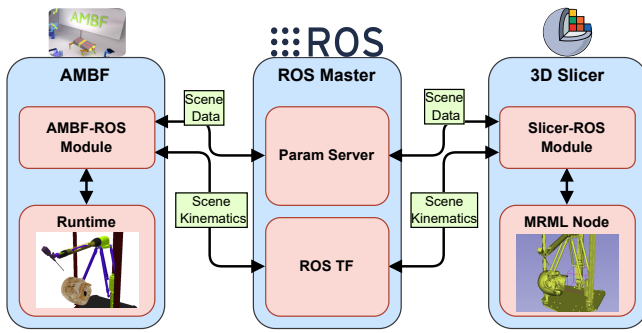 AMBF
ROS
AMBF
ROS Master
3D Slicer
AMBF-ROS
Module
Scene
Data
Param Server
Scene
Data
Slicer-ROS
Module
Runtime
Scene
Kinematics
ROS TF
Scene
Kinematics
MRML Node